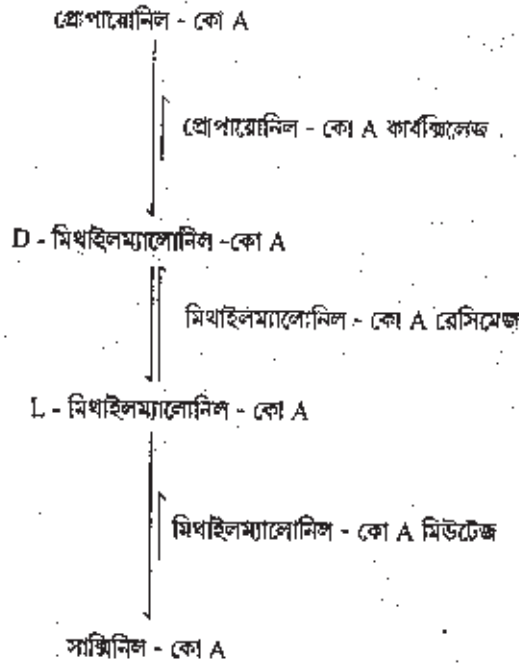 প্রোপায়োনিল - কো A
প্রোপায়োনিল - কো A কার্বক্সিলেজ
D - মিথাইলম্যালোনিল -কো A
মিথাইলম্যালোনিল - কো A রেসিমেজ
L - মিথাইলম্যালোনিল - কো A
মিথাইলম্যালোনিল - কো A মিউটেজ
সাক্সিনিল - কো A